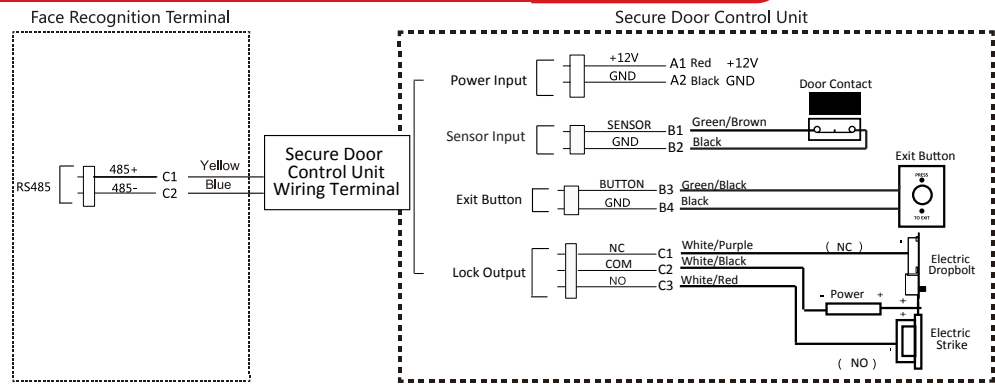 Face Recognition Terminal
Secure Door Control Unit
RS485
485+ C1 Yellow
485- C2 Blue
Secure Door
Control Unit
Wiring Terminal
Power Input
+12V A1 Red +12V
GND A2 Black GND
Sensor Input
SENSOR B1 Green/Brown
GND B2 Black
Door Contact
Exit Button
BUTTON B3 Green/Black
GND B4 Black
Exit Button
PRESS
TO EXIT
Lock Output
NC C1 White/Purple ( NC )
COM C2 White/Black
NO C3 White/Red
- Electric
Dropbolt
- Power + +
+ Electric
- Strike
( NO )